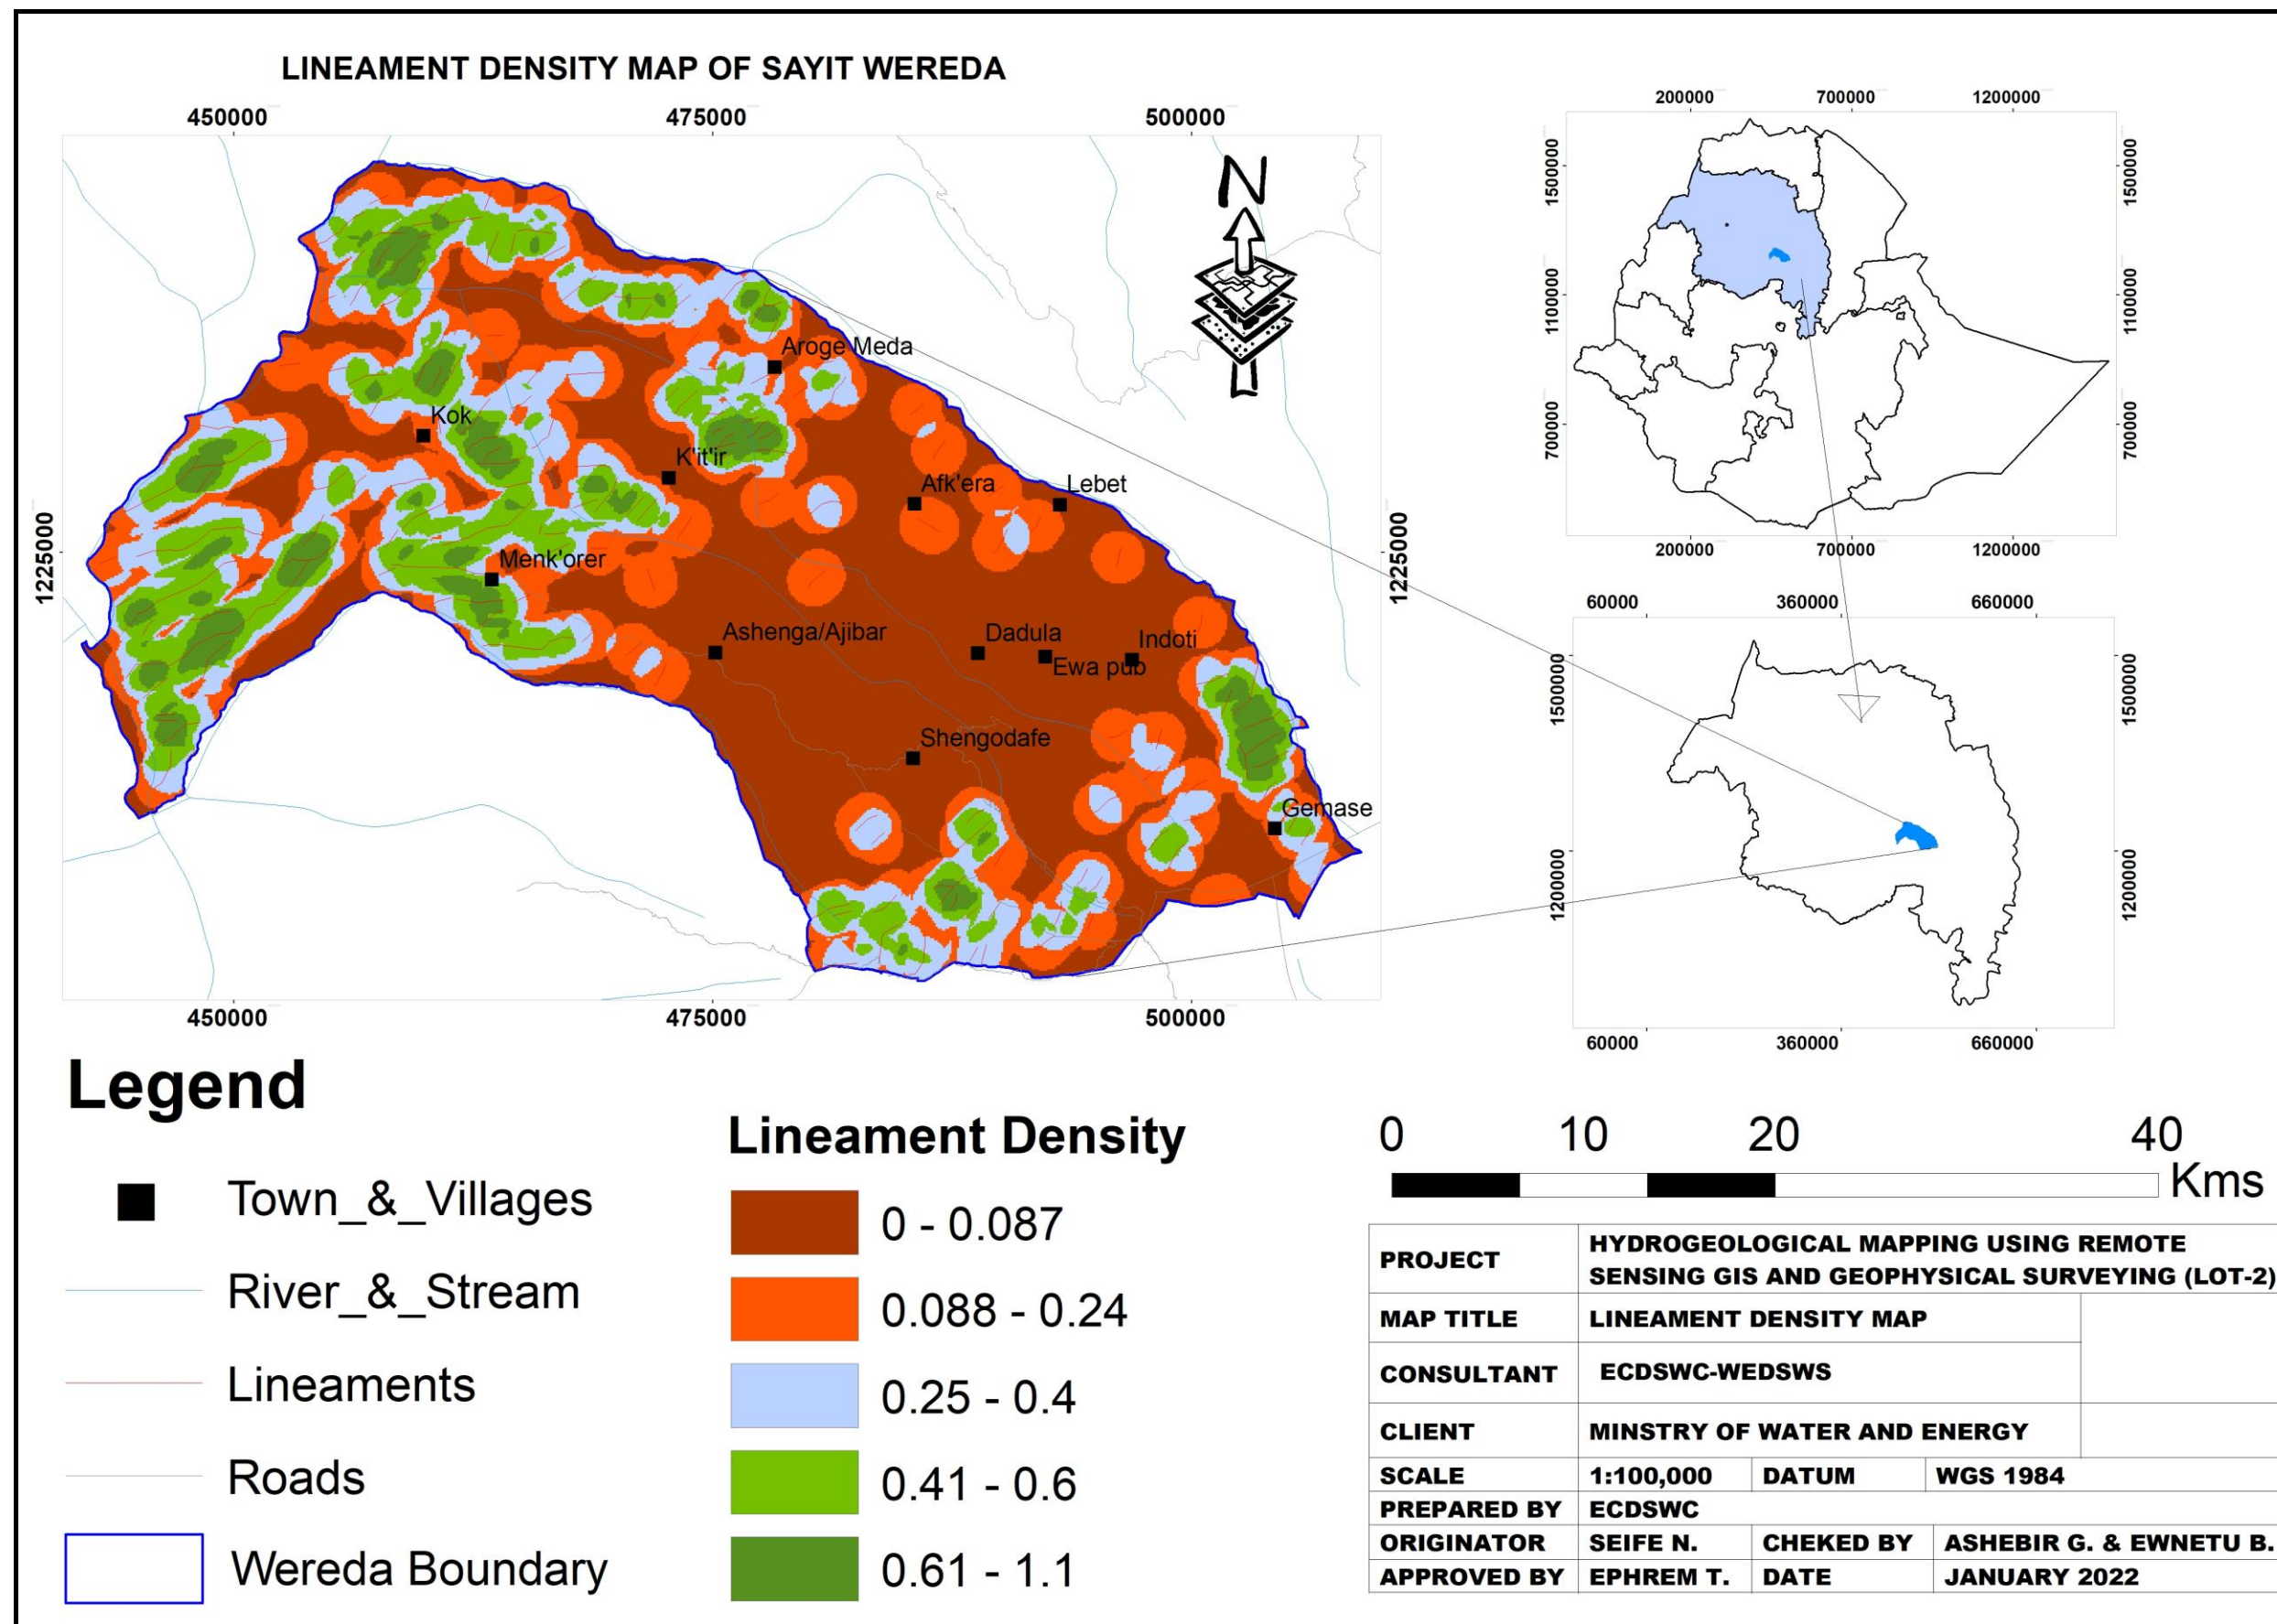 LINEAMENT DENSITY MAP OF SAYIT WEREDA
450000 475000 500000
1225000
1225000
N
Aroge Meda
Kok
K'it'ir
Afk'era
Lebet
Menk'orer
Ashenga/Ajibar
Dadula
Indoti
Ewa pub
Shengodafe
Gemase
450000 475000 500000
200000 700000 1200000
1500000
1100000
700000
1500000
1100000
700000
200000 700000 1200000
60000 360000 660000
1500000
1200000
1500000
1200000
60000 360000 660000
Legend
Town_&_Villages
River_&_Stream
Lineaments
Roads
Wereda Boundary
Lineament Density
0 - 0.087
0.088 - 0.24
0.25 - 0.4
0.41 - 0.6
0.61 - 1.1
0 10 20 40
Kms
PROJECT HYDROGEOLOGICAL MAPPING USING REMOTE
SENSING GIS AND GEOPHYSICAL SURVEYING (LOT-2)
MAP TITLE LINEAMENT DENSITY MAP
CONSULTANT ECDSWC-WEDSWS
CLIENT MINSTRY OF WATER AND ENERGY
SCALE 1:100,000 DATUM WGS 1984
PREPARED BY ECDSWC
ORIGINATOR SEIFE N. CHEKED BY ASHEBIR G. & EWNETU B.
APPROVED BY EPHREM T. DATE JANUARY 2022